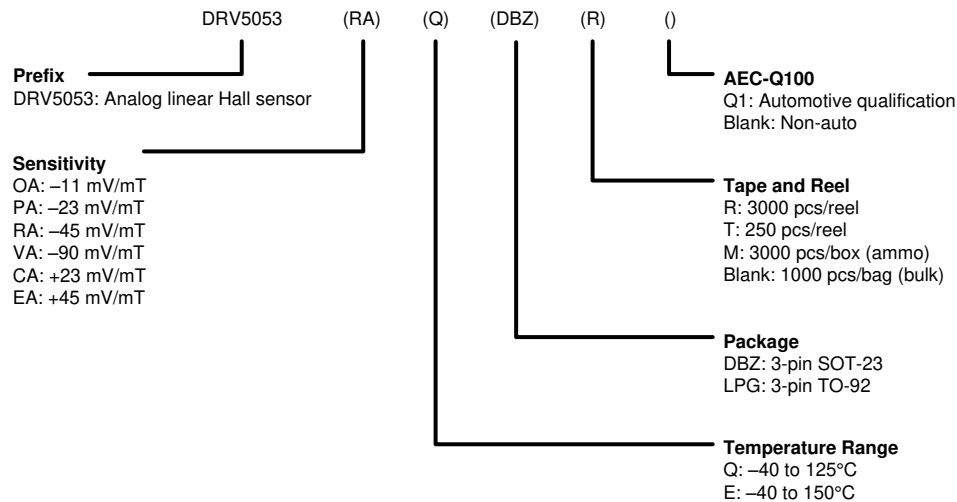 DRV5053 (RA) (Q) (DBZ) (R) ()
Prefix
DRV5053: Analog linear Hall sensor
Sensitivity
OA: –11 mV/mT
PA: –23 mV/mT
RA: –45 mV/mT
VA: –90 mV/mT
CA: +23 mV/mT
EA: +45 mV/mT
AEC-Q100
Q1: Automotive qualification
Blank: Non-auto
Tape and Reel
R: 3000 pcs/reel
T: 250 pcs/reel
M: 3000 pcs/box (ammo)
Blank: 1000 pcs/bag (bulk)
Package
DBZ: 3-pin SOT-23
LPG: 3-pin TO-92
Temperature Range
Q: –40 to 125°C
E: –40 to 150°C